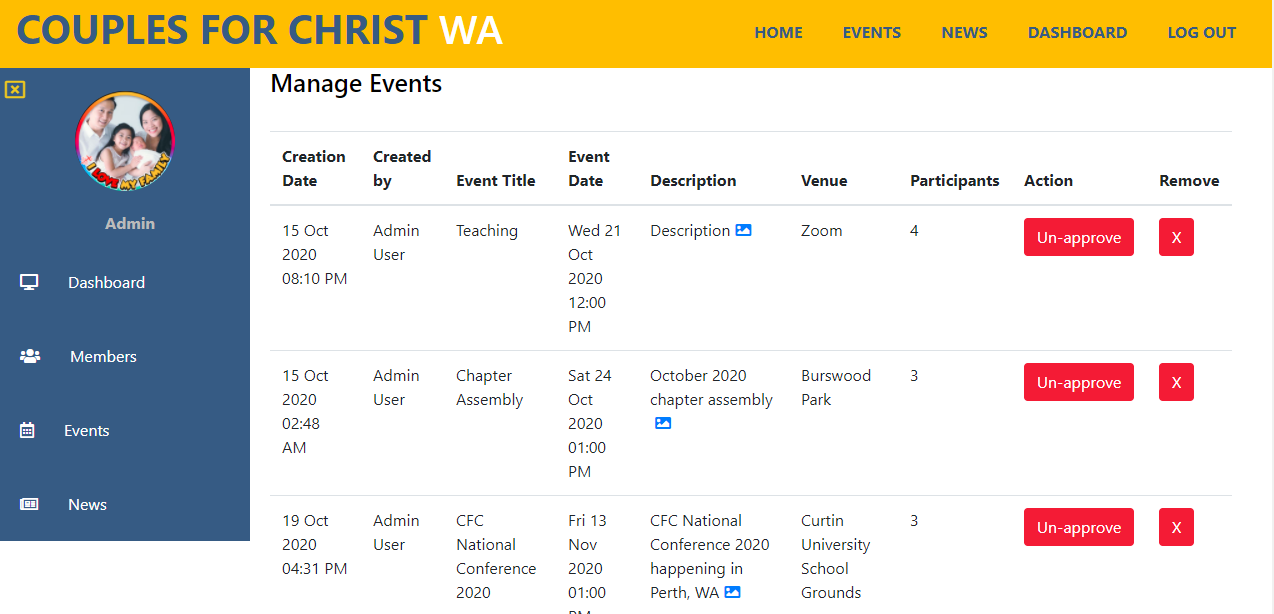 COUPLES FOR CHRIST WA
HOME EVENTS NEWS DASHBOARD LOG OUT
I LOVE MY FAMILY
Admin
Dashboard
Members
Events
News
Manage Events
Creation Date Created by Event Title Event Date Description Venue Participants Action Remove
15 Oct 2020 08:10 PM Admin User Teaching Wed 21 Oct 2020 12:00 PM Description Zoom 4 Un-approve X
15 Oct 2020 02:48 AM Admin User Chapter Assembly Sat 24 Oct 2020 01:00 PM October 2020 chapter assembly Burswood Park 3 Un-approve X
19 Oct 2020 04:31 PM Admin User CFC National Conference 2020 Fri 13 Nov 2020 01:00 CFC National Conference 2020 happening in Perth, WA Curtin University School Grounds 3 Un-approve X